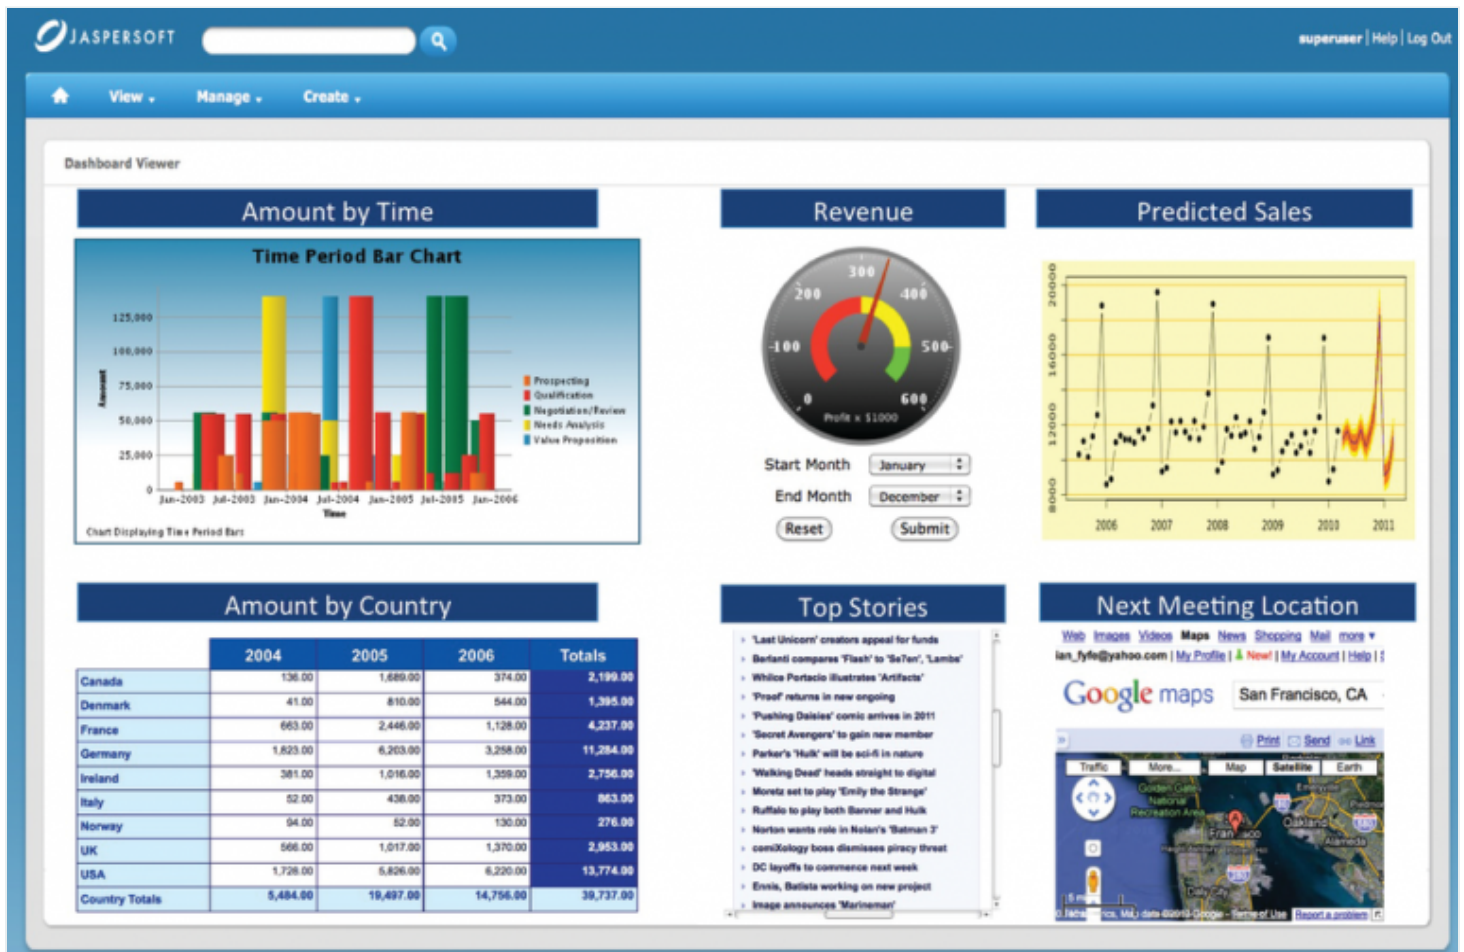 JASPERSOFT
superuser | Help | Log Out
View Manage Create
Dashboard Viewer
Amount by Time
Time Period Bar Chart
125,000
100,000
75,000
50,000
25,000
0
Amount
Jan-2003 Jul-2003 Jan-2004 Jul-2004 Jan-2005 Jul-2005 Jan-2006
Time
Prospecting
Qualification
Negotiation/Review
Needs Analysis
Value Proposition
Chart Displaying Time Period Bars
Revenue
0 100 200 300 400 500 600
Profit x $1000
Start Month January
End Month December
Reset Submit
Predicted Sales
20000
16000
12000
8000
2006 2007 2008 2009 2010 2011
Amount by Country
2004 2005 2006 Totals
Canada 136.00 1,689.00 374.00 2,199.00
Denmark 41.00 810.00 544.00 1,395.00
France 663.00 2,446.00 1,128.00 4,237.00
Germany 1,823.00 6,203.00 3,258.00 11,284.00
Ireland 381.00 1,016.00 1,359.00 2,756.00
Italy 52.00 438.00 373.00 863.00
Norway 94.00 52.00 130.00 276.00
UK 566.00 1,017.00 1,370.00 2,953.00
USA 1,728.00 5,826.00 6,220.00 13,774.00
Country Totals 5,484.00 19,497.00 14,756.00 39,737.00
Top Stories
'Last Unicorn' creators appeal for funds
Berlanti compares 'Flash' to 'Se7en', 'Lambs'
Whilce Portacio illustrates 'Artifacts'
'Proof' returns in new ongoing
'Pushing Daisies' comic arrives in 2011
'Secret Avengers' to gain new member
Parker's 'Hulk' will be sci-fi in nature
'Walking Dead' heads straight to digital
Moretz set to play 'Emily the Strange'
Ruffalo to play both Banner and Hulk
Norton wants role in Nolan's 'Batman 3'
comiXology boss dismisses piracy threat
DC layoffs to commence next week
Ennis, Batista working on new project
Image announces 'Marineman'
Next Meeting Location
Web Images Videos Maps News Shopping Mail more
ian_fyfe@yahoo.com | My Profile | New! | My Account | Help |
Google maps San Francisco, CA
Print Send Link
Traffic More... Map Satellite Earth
Golden Gate
National
Recreation Area
Emeryville
Oakland
Alameda
Daly City
5 mi
Map data ©2010 Google - Terms of Use Report a problem